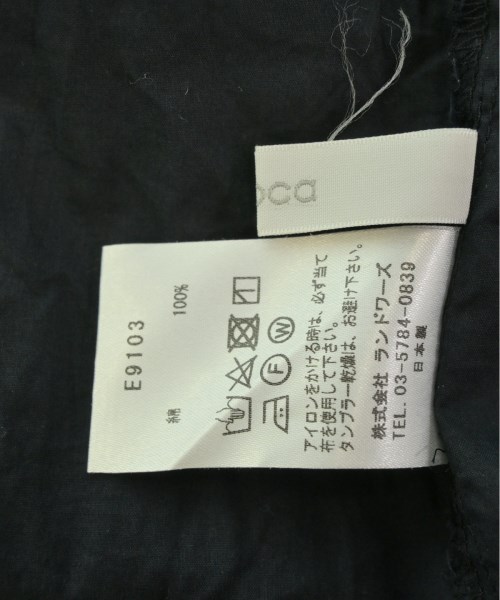 oca
E9103
綿 100%
アイロンをかける時は、必ず当て
布を使用して下さい。
タンブラー乾燥は、お避け下さい。
株式会社 ランドワーズ
TEL. 03-5784-0839
日本製